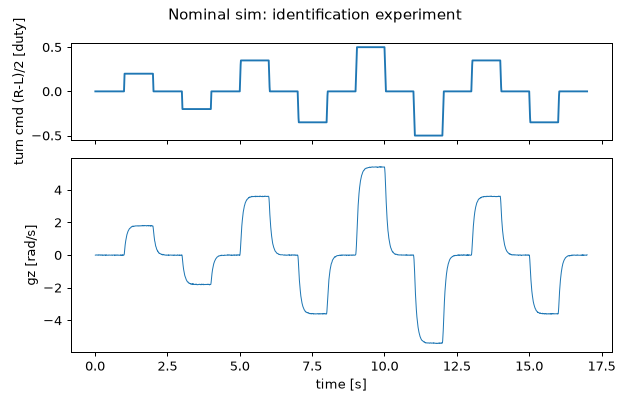 Nominal sim: identification experiment
turn cmd (R-L)/2 [duty]
0.5
0.0
−0.5
gz [rad/s]
4
2
0
−2
−4
0.0 2.5 5.0 7.5 10.0 12.5 15.0 17.5
time [s]